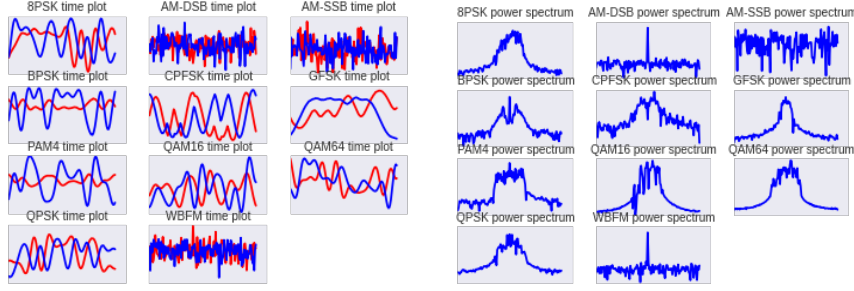 8PSK time plot AM-DSB time plot AM-SSB time plot
BPSK time plot CPFSK time plot GFSK time plot
PAM4 time plot QAM16 time plot QAM64 time plot
QPSK time plot WBFM time plot
8PSK power spectrum AM-DSB power spectrum AM-SSB power spectrum
BPSK power spectrum CPFSK power spectrum GFSK power spectrum
PAM4 power spectrum QAM16 power spectrum QAM64 power spectrum
QPSK power spectrum WBFM power spectrum